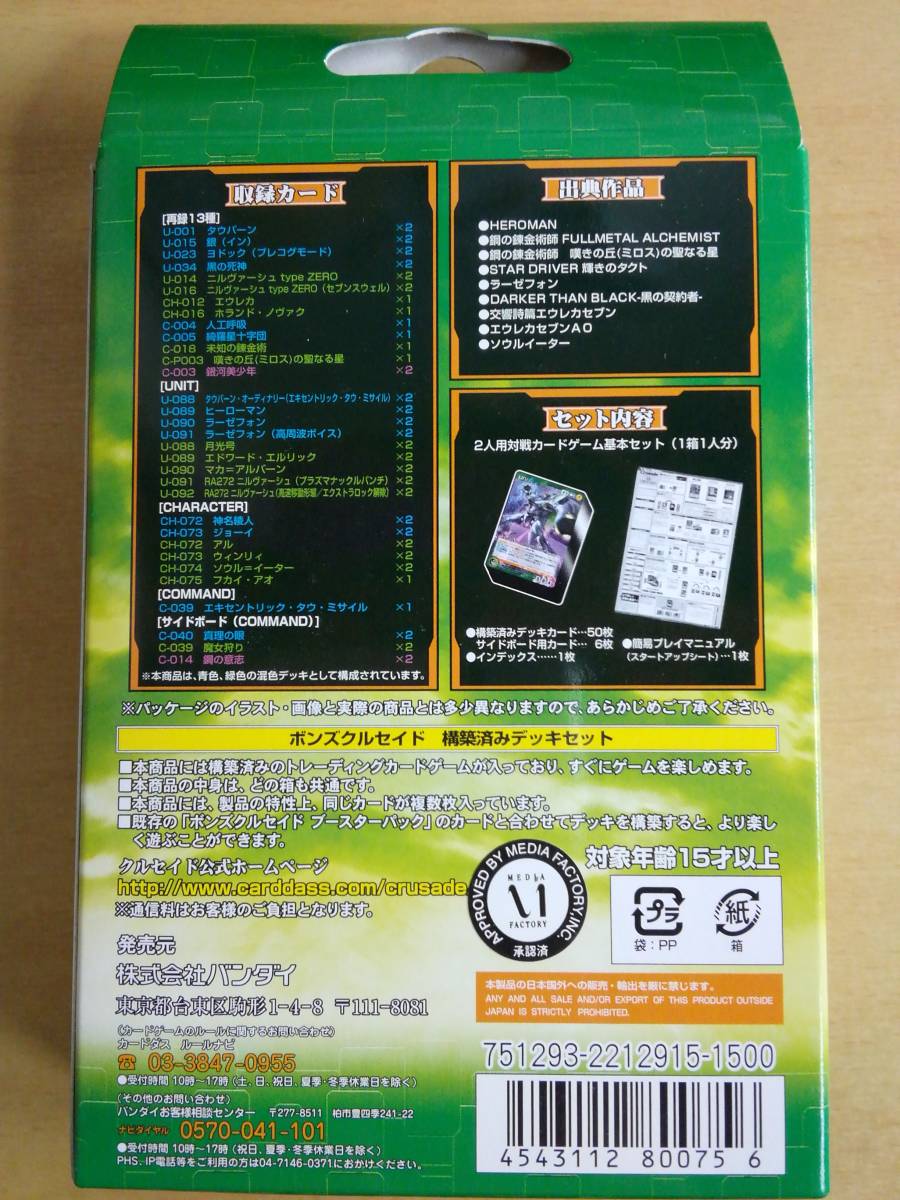 収録カード
[再録13種]
U-001 タウバーン ×2
U-015 銀(イン) ×2
U-023 ヨドック(プレコグモード) ×2
U-034 黒の死神 ×2
U-014 ニルヴァーシュ type ZERO ×2
U-016 ニルヴァーシュ type ZERO(セブンスウェル) ×2
CH-012 エウレカ ×1
CH-016 ホランド・ノヴァク ×1
C-004 人工呼吸 ×1
C-005 綺羅星十字団 ×1
C-018 未知の錬金術 ×1
C-P003 嘆きの丘(ミロス)の聖なる星 ×1
C-003 銀河美少年 ×2
[UNIT]
U-088 タウバーン・オーディナリー(エキセントリック・タウ・ミサイル) ×2
U-089 ヒーローマン ×2
U-090 ラーゼフォン ×2
U-091 ラーゼフォン(高周波ボイス) ×2
U-088 月光号 ×2
U-089 エドワード・エルリック ×2
U-090 マカ=アルバーン ×2
U-091 RA272 ニルヴァーシュ(プラズマナックルパンチ) ×2
U-092 RA272 ニルヴァーシュ(高速移動形態/エクストラロック解除) ×2
[CHARACTER]
CH-072 神名綾人 ×2
CH-073 ジョーイ ×2
CH-072 アル ×2
CH-073 ウィンリィ ×2
CH-074 ソウル=イーター ×2
CH-075 フカイ・アオ ×1
[COMMAND]
C-039 エキセントリック・タウ・ミサイル ×1
[サイドボード(COMMAND)]
C-040 真理の眼 ×2
C-039 魔女狩り ×2
C-014 鋼の意志 ×2
※本商品は、青色、緑色の混色デッキとして構成されています。
出典作品
●HEROMAN
●鋼の錬金術師 FULLMETAL ALCHEMIST
●鋼の錬金術師 嘆きの丘(ミロス)の聖なる星
●STAR DRIVER 輝きのタクト
●ラーゼフォン
●DARKER THAN BLACK-黒の契約者-
●交響詩篇エウレカセブン
●エウレカセブンAO
●ソウルイーター
セット内容
2人用対戦カードゲーム基本セット(1箱1人分)
●構築済みデッキカード…50枚
サイドボード用カード… 6枚
●インデックス……1枚
●簡易プレイマニュアル
(スタートアップシート)…1枚
※パッケージのイラスト・画像と実際の商品とは多少異なりますので、あらかじめご了承ください。
ボンズクルセイド 構築済みデッキセット
■本商品には構築済みのトレーディングカードゲームが入っており、すぐにゲームを楽しめます。
■本商品の中身は、どの箱も共通です。
■本商品には、製品の特性上、同じカードが複数枚入っています。
■既存の「ボンズクルセイド ブースターパック」のカードと合わせてデッキを構築すると、より楽し
く遊ぶことができます。
クルセイド公式ホームページ
http://www.carddass.com/crusade
※通信料はお客様のご負担となります。
APPROVED BY MEDIA FACTORY, INC.
MEDIA
FACTORY
承認済
対象年齢15才以上
プラ
袋:PP
紙
箱
発売元
株式会社バンダイ
東京都台東区駒形1-4-8 〒111-8081
(カードゲームのルールに関するお問い合わせ)
カードダス ルールナビ
☎ 03-3847-0955
●受付時間 10時~17時(土、日、祝日、夏季・冬季休業日を除く)
(その他のお問い合わせ)
バンダイお客様相談センター 〒277-8511 柏市豊四季241-22
ナビダイヤル 0570-041-101
●受付時間 10時~17時(祝日、夏季・冬季休業日を除く)
PHS、IP電話等をご利用の方は04-7146-0371におかけください。
本製品の日本国外への販売・輸出を厳に禁じます。
ANY AND ALL SALE AND/OR EXPORT OF THIS PRODUCT OUTSIDE
JAPAN IS STRICTLY PROHIBITED.
751293-2212915-1500
4543112 80075 6